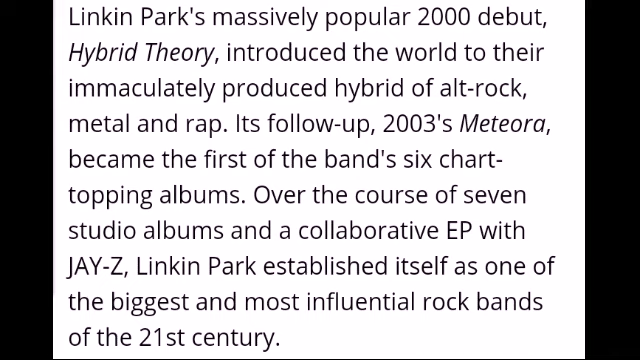 Linkin Park's massively popular 2000 debut,
Hybrid Theory, introduced the world to their
immaculately produced hybrid of alt-rock,
metal and rap. Its follow-up, 2003's Meteora,
became the first of the band's six chart-
topping albums. Over the course of seven
studio albums and a collaborative EP with
JAY-Z, Linkin Park established itself as one of
the biggest and most influential rock bands
of the 21st century.